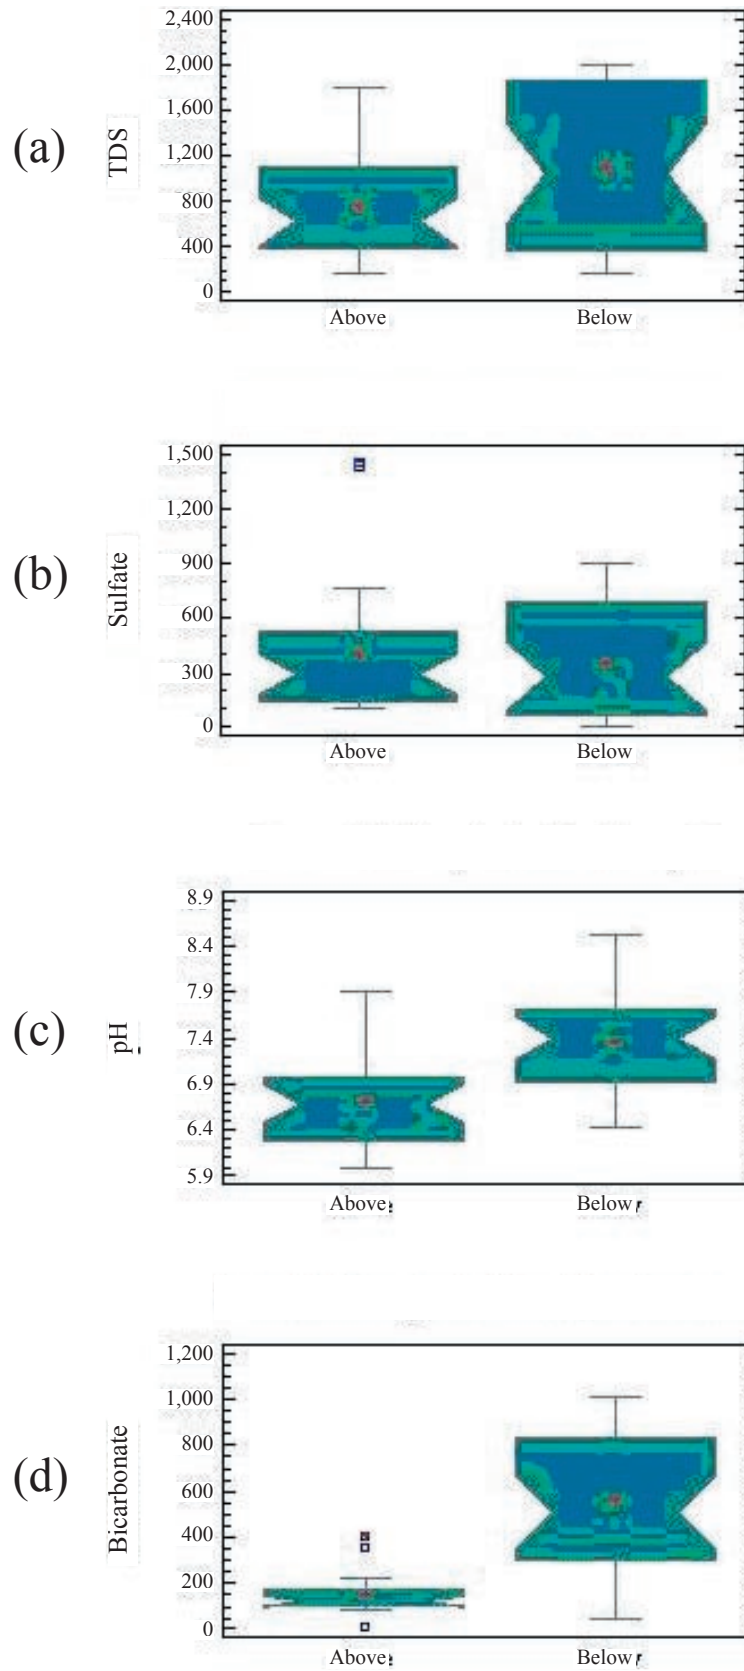 2,400
2,000
1,600
1,200
800
400
0
(a)
TDS
Above
Below
1,500
1,200
900
600
300
0
(b)
Sulfate
Above
Below
8.9
8.4
7.9
7.4
6.9
6.4
5.9
(c)
pH
Above
Below
1,200
1,000
800
600
400
200
0
(d)
Bicarbonate
Above
Below